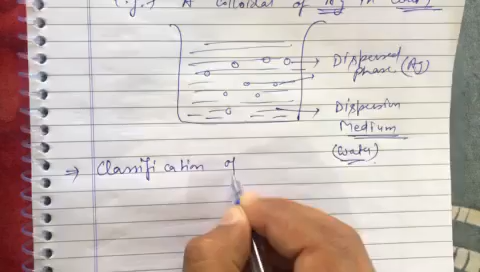 (e.g.) A colloidal of Ag in water)
Dispersed
phase (Ag)
Dispersion
Medium
(water)
⇒ Classification of